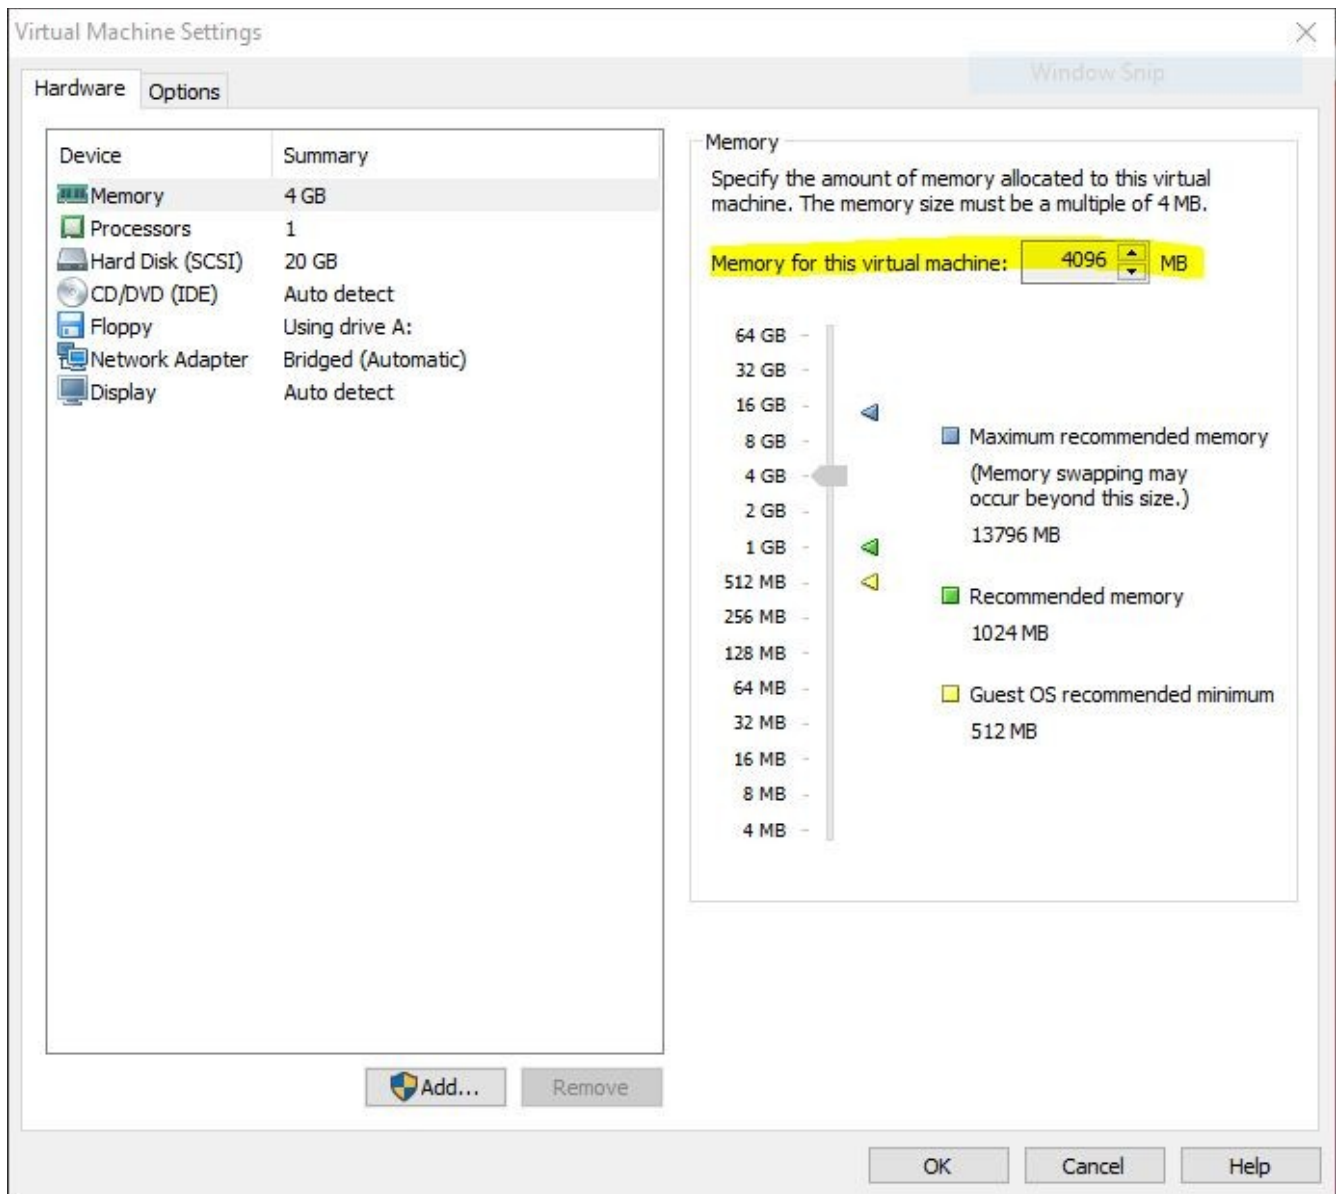 Virtual Machine Settings
Window Snip
Hardware Options
Device Summary
Memory 4 GB
Processors 1
Hard Disk (SCSI) 20 GB
CD/DVD (IDE) Auto detect
Floppy Using drive A:
Network Adapter Bridged (Automatic)
Display Auto detect
Add... Remove
Memory
Specify the amount of memory allocated to this virtual
machine. The memory size must be a multiple of 4 MB.
Memory for this virtual machine: 4096 MB
64 GB
32 GB
16 GB
8 GB
4 GB
2 GB
1 GB
512 MB
256 MB
128 MB
64 MB
32 MB
16 MB
8 MB
4 MB
Maximum recommended memory
(Memory swapping may
occur beyond this size.)
13796 MB
Recommended memory
1024 MB
Guest OS recommended minimum
512 MB
OK Cancel Help